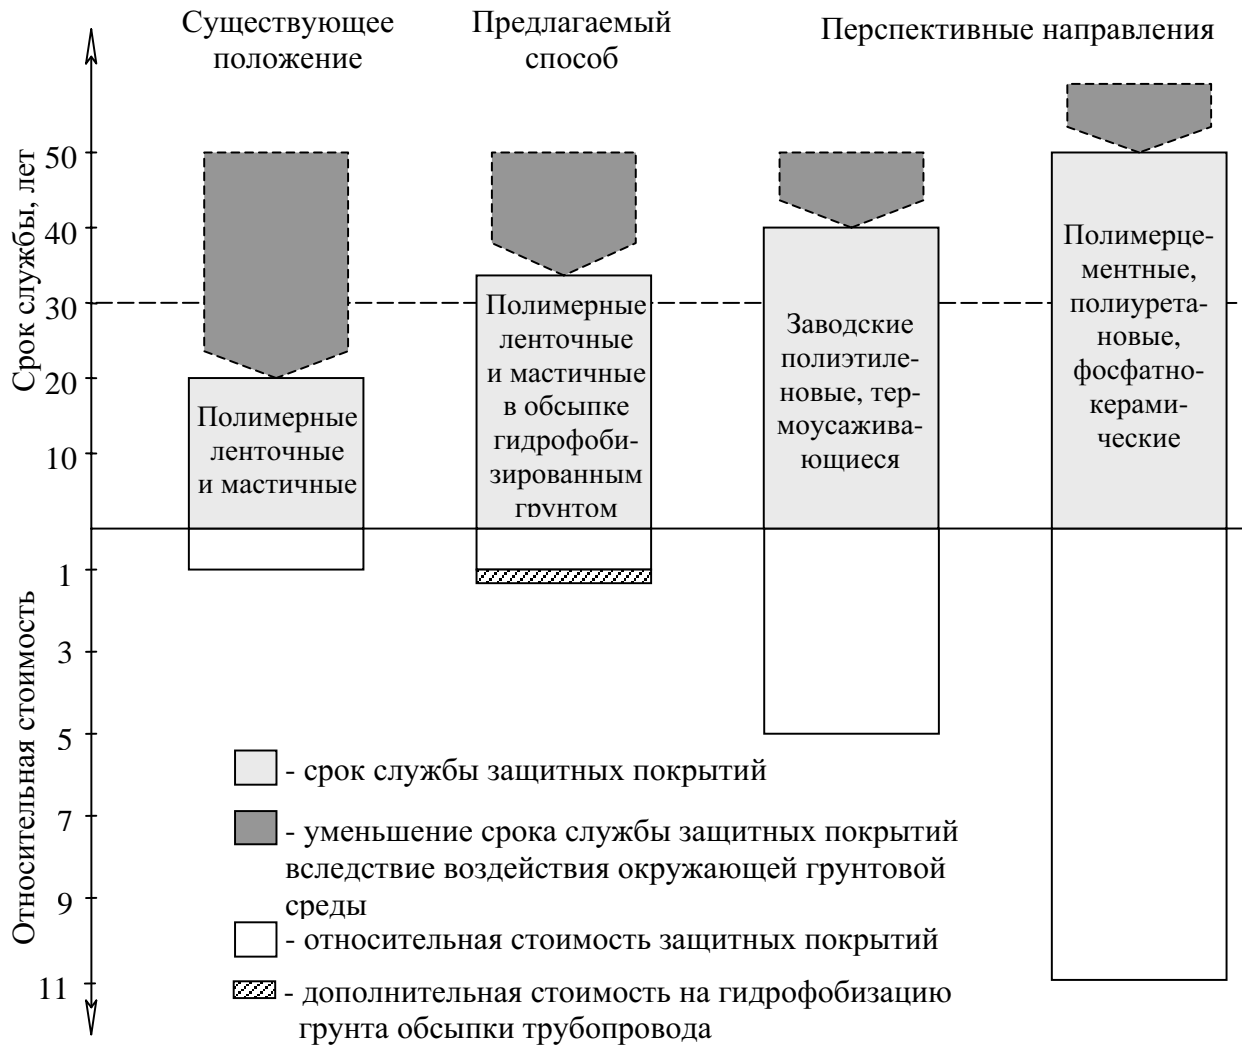 Существующее
положение
Предлагаемый
способ
Перспективные направления
Срок службы, лет
50
40
30
20
10
Полимерные
ленточные
и мастичные
Полимерные
ленточные
и мастичные
в обсыпке
гидрофоби-
зированным
грунтом
Заводские
полиэтиле-
новые, тер-
моусажива-
ющиеся
Полимерце-
ментные,
полиурета-
новые,
фосфатно-
керами-
ческие
Относительная стоимость
1
3
5
7
9
11
- срок службы защитных покрытий
- уменьшение срока службы защитных покрытий
вследствие воздействия окружающей грунтовой
среды
- относительная стоимость защитных покрытий
- дополнительная стоимость на гидрофобизацию
грунта обсыпки трубопровода